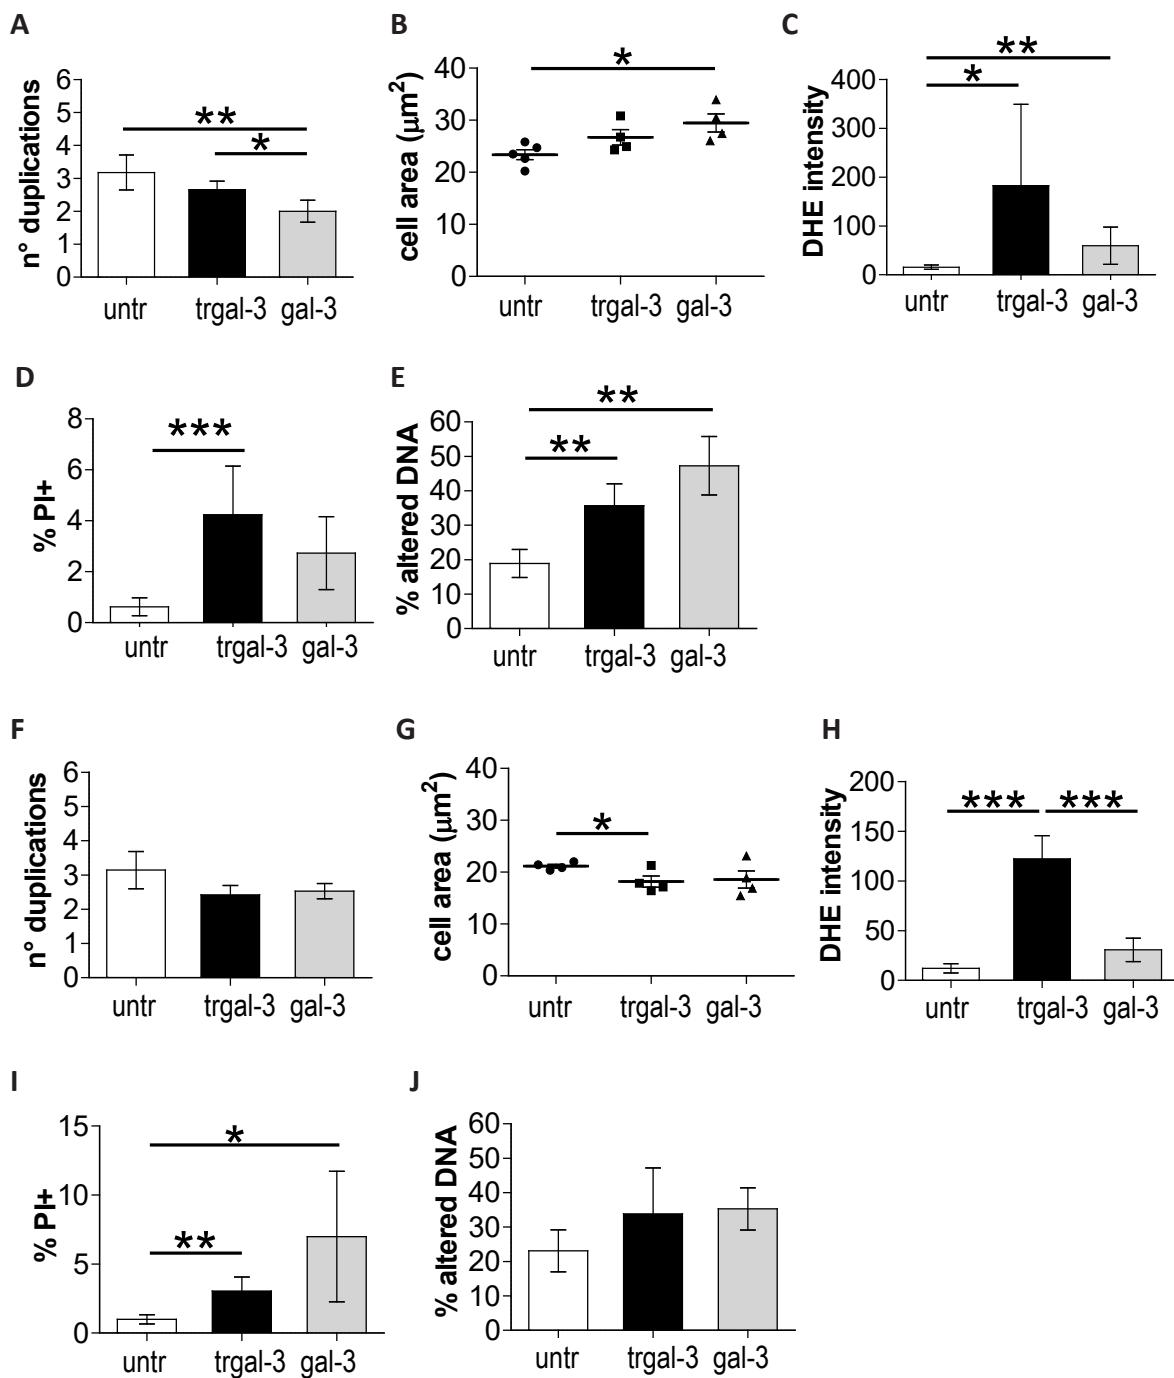 A
n° duplications
6
5
4
3
2
1
0
**
*
untr trgal-3 gal-3
B
cell area (μm²)
40
30
20
10
0
*
untr trgal-3 gal-3
C
DHE intensity
400
300
200
100
0
**
*
untr trgal-3 gal-3
D
% PI+
8
6
4
2
0
***
untr trgal-3 gal-3
E
% altered DNA
60
50
40
30
20
10
0
**
**
untr trgal-3 gal-3
F
n° duplications
6
5
4
3
2
1
0
untr trgal-3 gal-3
G
cell area (μm²)
40
30
20
10
0
*
untr trgal-3 gal-3
H
DHE intensity
200
150
100
50
0
*** ***
untr trgal-3 gal-3
I
% PI+
15
10
5
0
*
**
untr trgal-3 gal-3
J
% altered DNA
60
50
40
30
20
10
0
untr trgal-3 gal-3